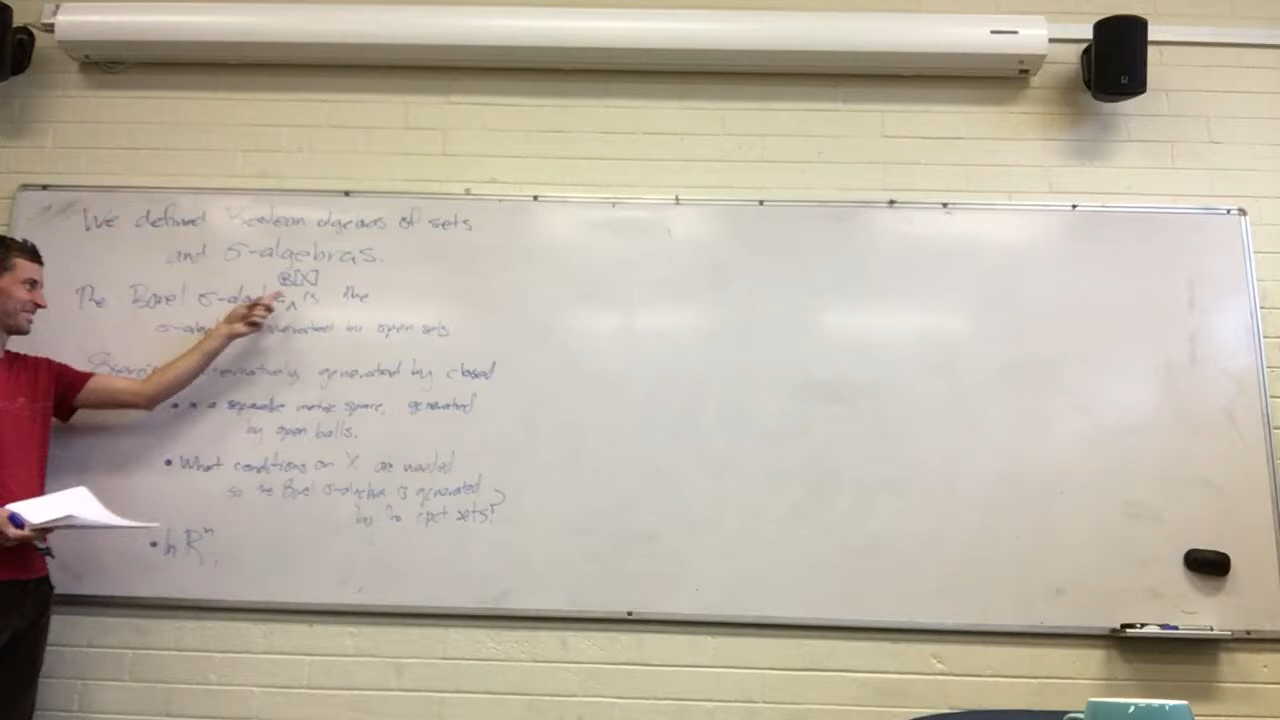 We defined Boolean algebras of sets
and σ-algebras.
B[X]
The Borel σ-algebra ^ is the
generated by open sets
Exercise alternatively generated by closed
• a separable metric space, generated
by open balls.
• What conditions on X are needed
so the Borel σ-algebra is generated
by the cpct sets?
• In Rⁿ,